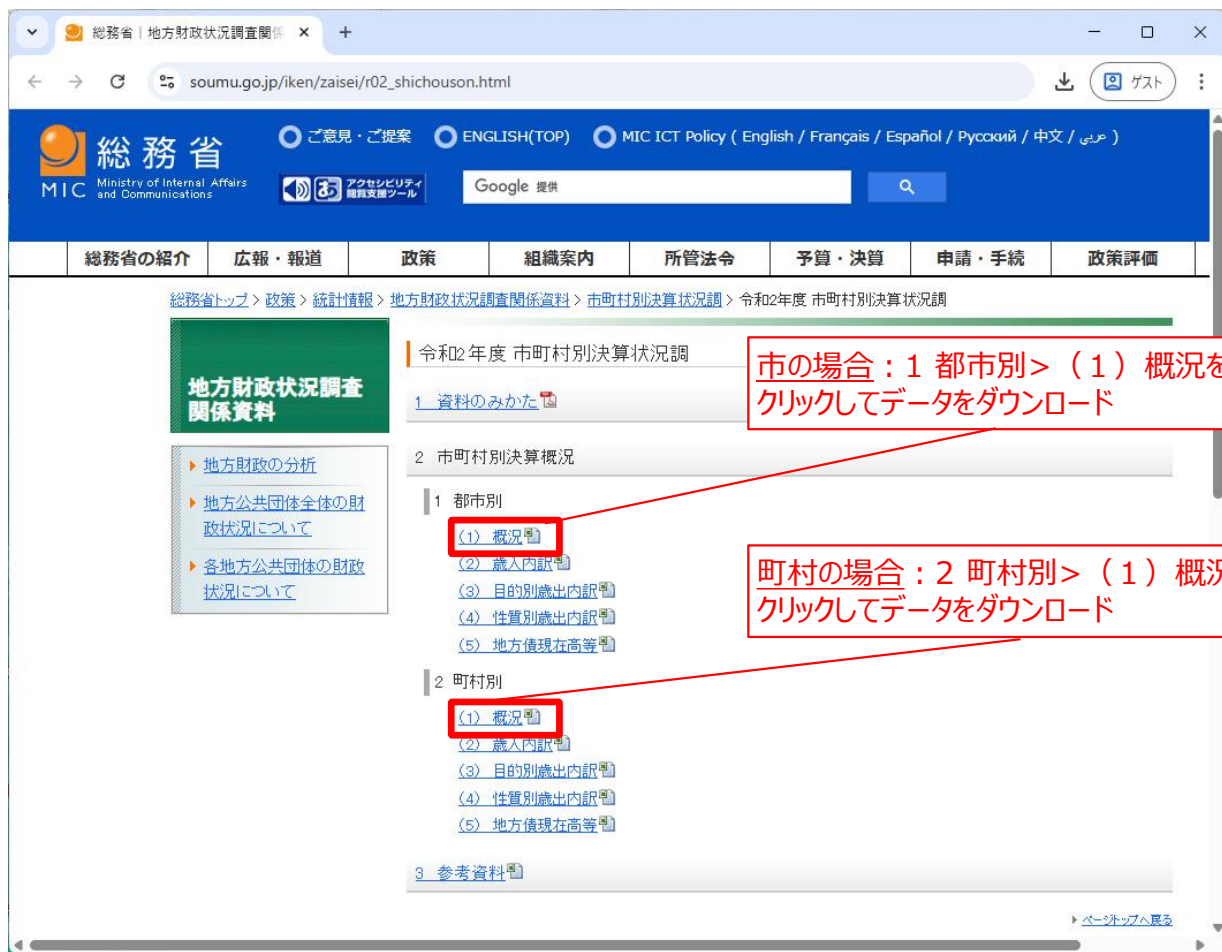 総務省｜地方財政状況調査関係
soumu.go.jp/iken/zaisei/r02_shichouson.html
ゲスト
総務省
MIC Ministry of Internal Affairs and Communications
ご意見・ご提案 ENGLISH(TOP) MIC ICT Policy ( English / Français / Español / Русский / 中文 / عربي )
アクセシビリティ
閲覧支援ツール
Google 提供
総務省の紹介 広報・報道 政策 組織案内 所管法令 予算・決算 申請・手続 政策評価
総務省トップ > 政策 > 統計情報 > 地方財政状況調査関係資料 > 市町村別決算状況調 > 令和2年度 市町村別決算状況調
地方財政状況調査
関係資料
地方財政の分析
地方公共団体全体の財
政状況について
各地方公共団体の財政
状況について
令和2年度 市町村別決算状況調
1 資料のみかた
2 市町村別決算概況
1 都市別
(1) 概況
(2) 歳入内訳
(3) 目的別歳出内訳
(4) 性質別歳出内訳
(5) 地方債現在高等
2 町村別
(1) 概況
(2) 歳入内訳
(3) 目的別歳出内訳
(4) 性質別歳出内訳
(5) 地方債現在高等
3 参考資料
ページトップへ戻る
市の場合：1 都市別>（1）概況を
クリックしてデータをダウンロード
町村の場合：2 町村別>（1）概況
クリックしてデータをダウンロード